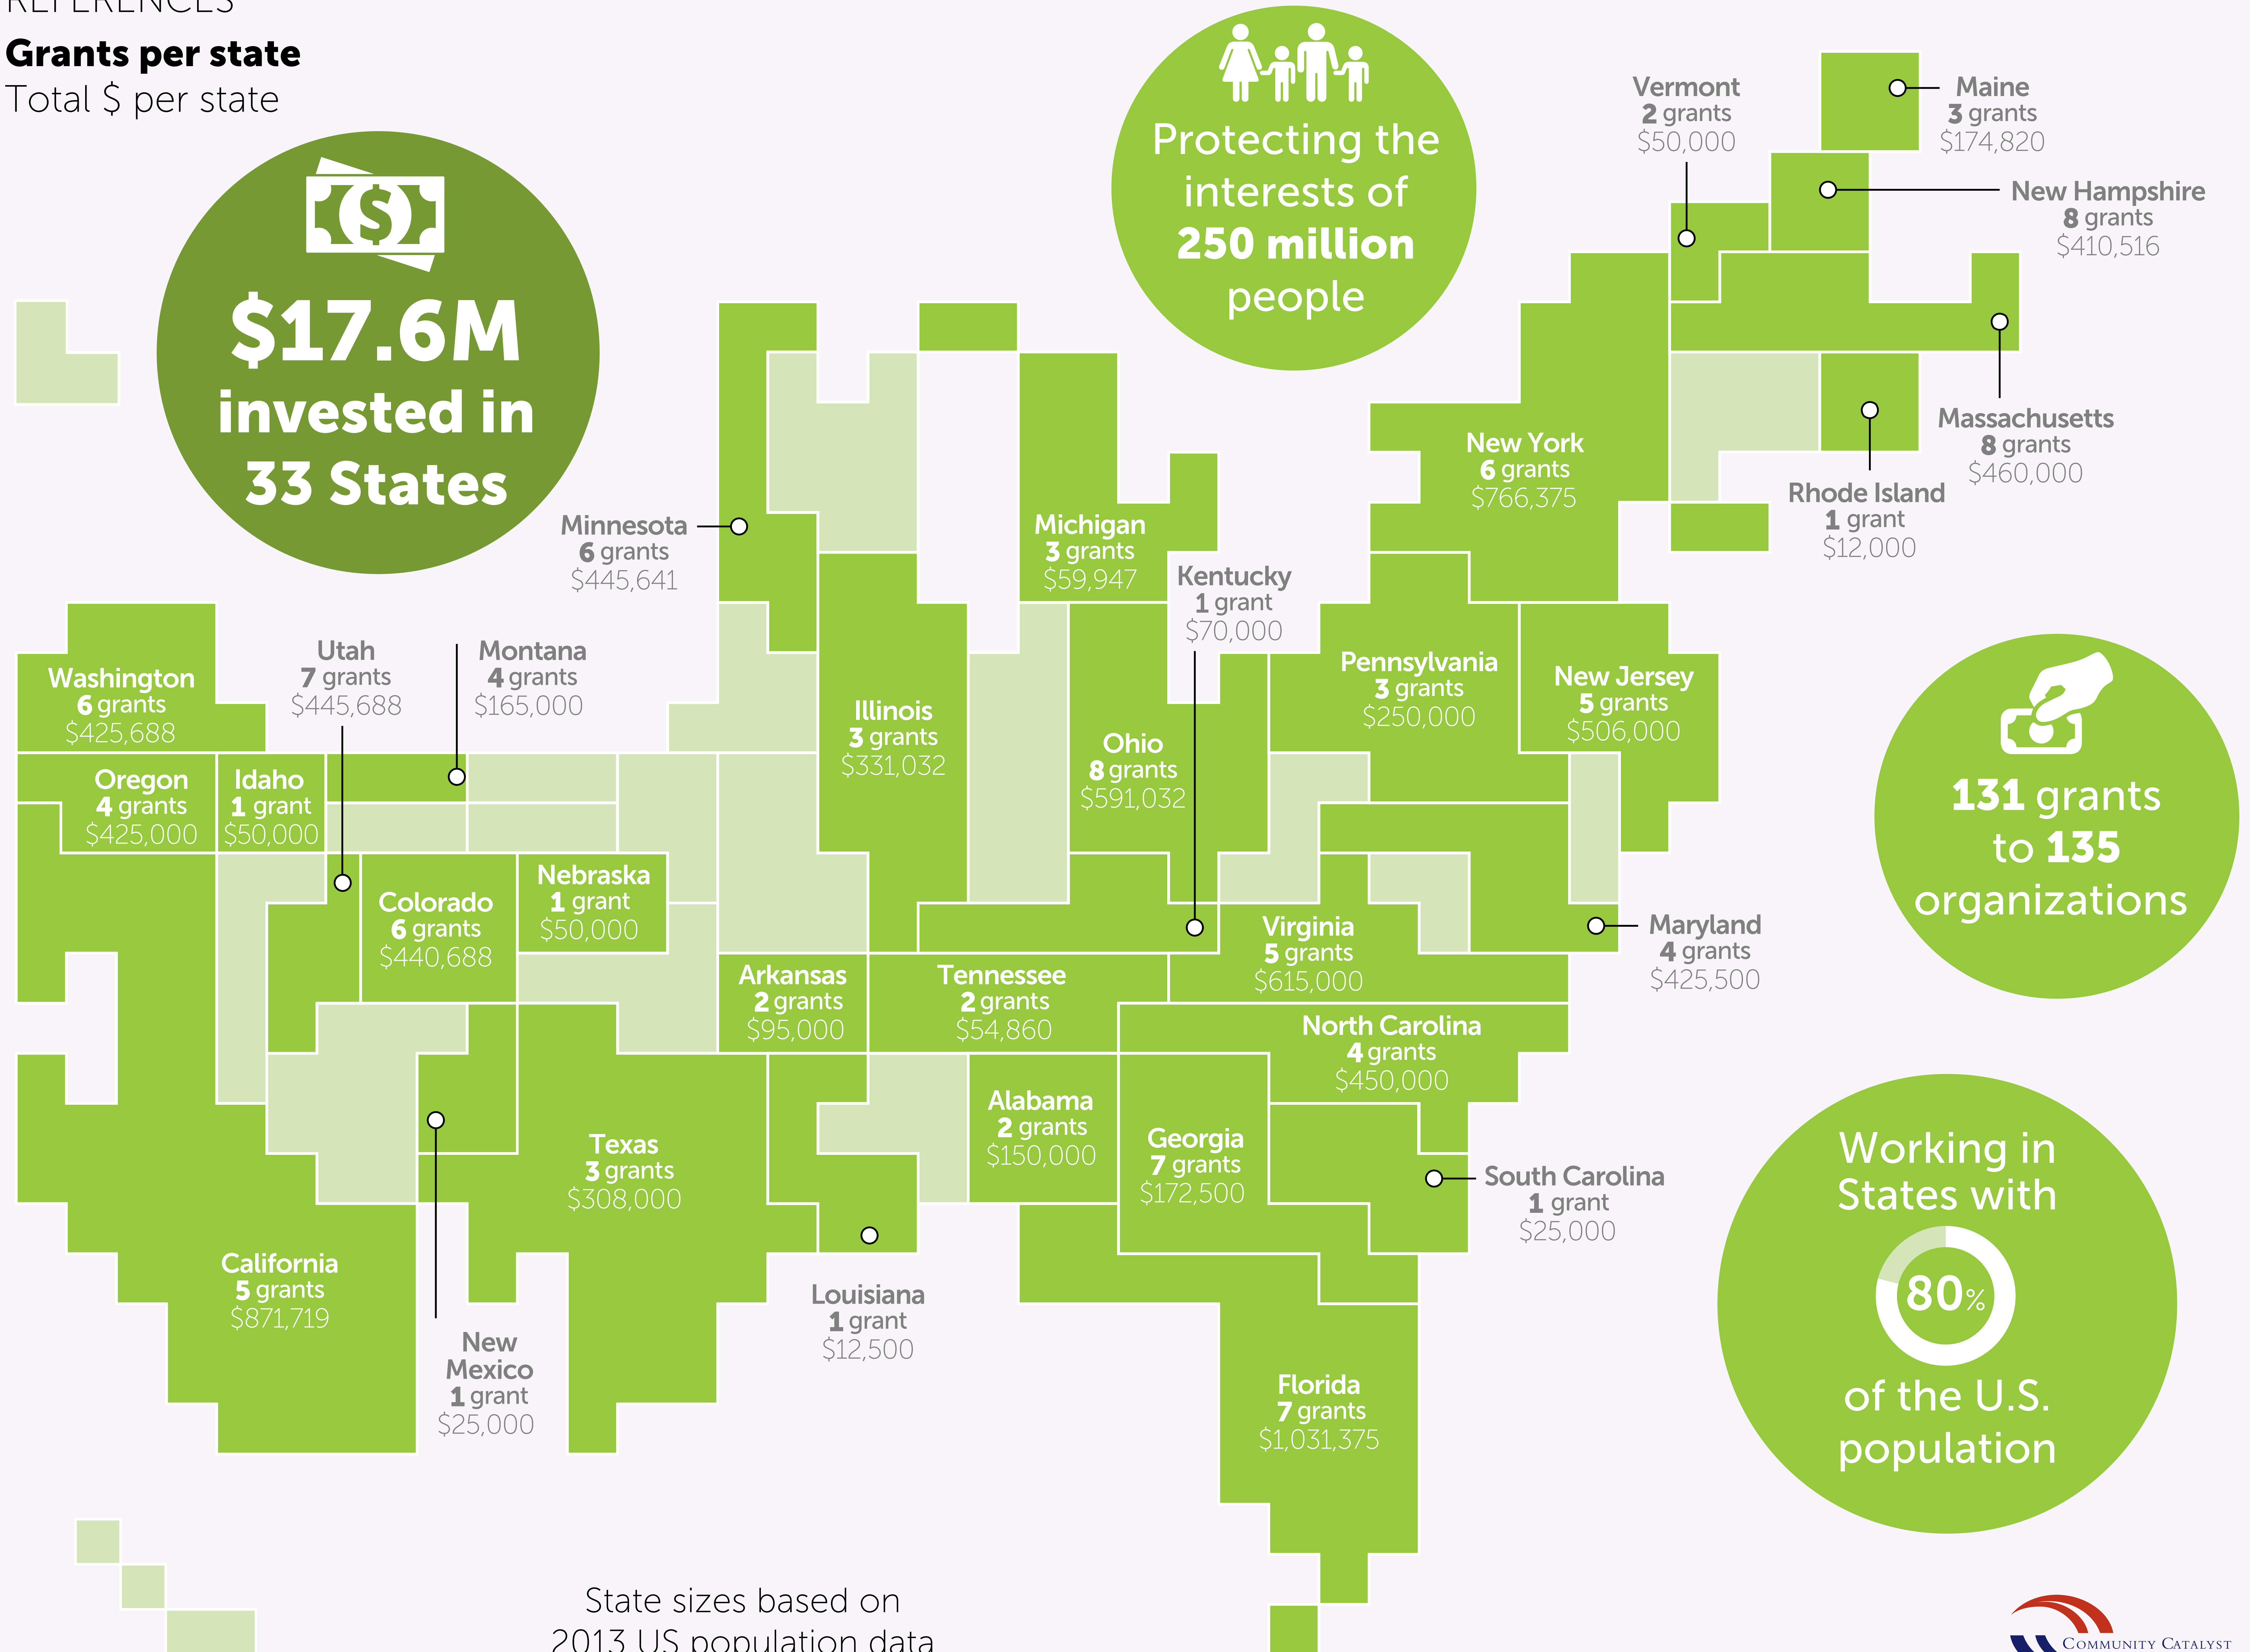 REFERENCES
Grants per state
Total $ per state
$17.6M
invested in
33 States
Protecting the
interests of
250 million
people
Vermont
2 grants
$50,000
Maine
3 grants
$174,820
New Hampshire
8 grants
$410,516
Massachusetts
8 grants
$460,000
Rhode Island
1 grant
$12,000
New York
6 grants
$766,375
Minnesota
6 grants
$445,641
Michigan
3 grants
$59,947
Kentucky
1 grant
$70,000
Washington
6 grants
$425,688
Utah
7 grants
$445,688
Montana
4 grants
$165,000
Illinois
3 grants
$331,032
Ohio
8 grants
$591,032
Pennsylvania
3 grants
$250,000
New Jersey
5 grants
$506,000
131 grants
to 135
organizations
Oregon
4 grants
$425,000
Idaho
1 grant
$50,000
Colorado
6 grants
$440,688
Nebraska
1 grant
$50,000
Virginia
5 grants
$615,000
Maryland
4 grants
$425,500
Arkansas
2 grants
$95,000
Tennessee
2 grants
$54,860
North Carolina
4 grants
$450,000
Alabama
2 grants
$150,000
Georgia
7 grants
$172,500
Texas
3 grants
$308,000
South Carolina
1 grant
$25,000
California
5 grants
$871,719
New
Mexico
1 grant
$25,000
Louisiana
1 grant
$12,500
Florida
7 grants
$1,031,375
Working in
States with
80%
of the U.S.
population
State sizes based on
2013 US population data
COMMUNITY CATALYST